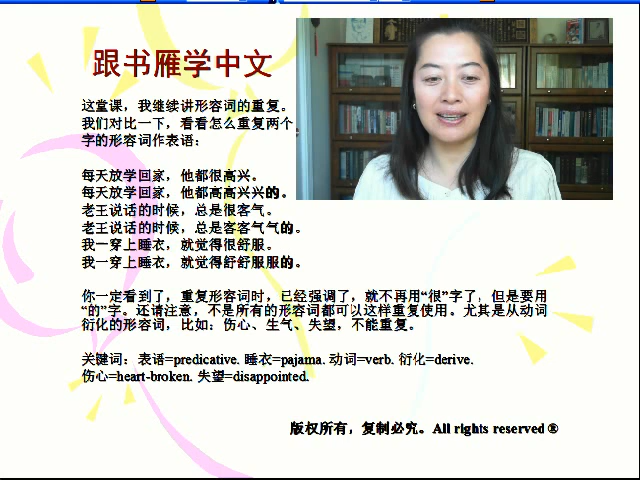 跟书雁学中文
这堂课，我继续讲形容词的重复。
我们对比一下，看看怎么重复两个
字的形容词作表语：
每天放学回家，他都很高兴。
每天放学回家，他都高高兴兴的。
老王说话的时候，总是很客气。
老王说话的时候，总是客客气气的。
我一穿上睡衣，就觉得很舒服。
我一穿上睡衣，就觉得舒舒服服的。
你一定看到了，重复形容词时，已经强调了，就不再用“很”字了，但是要用
“的”字。还请注意，不是所有的形容词都可以这样重复使用。尤其是从动词
衍化的形容词，比如：伤心、生气、失望，不能重复。
关键词：表语=predicative. 睡衣=pajama. 动词=verb. 衍化=derive.
伤心=heart-broken. 失望=disappointed.
版权所有，复制必究。All rights reserved®